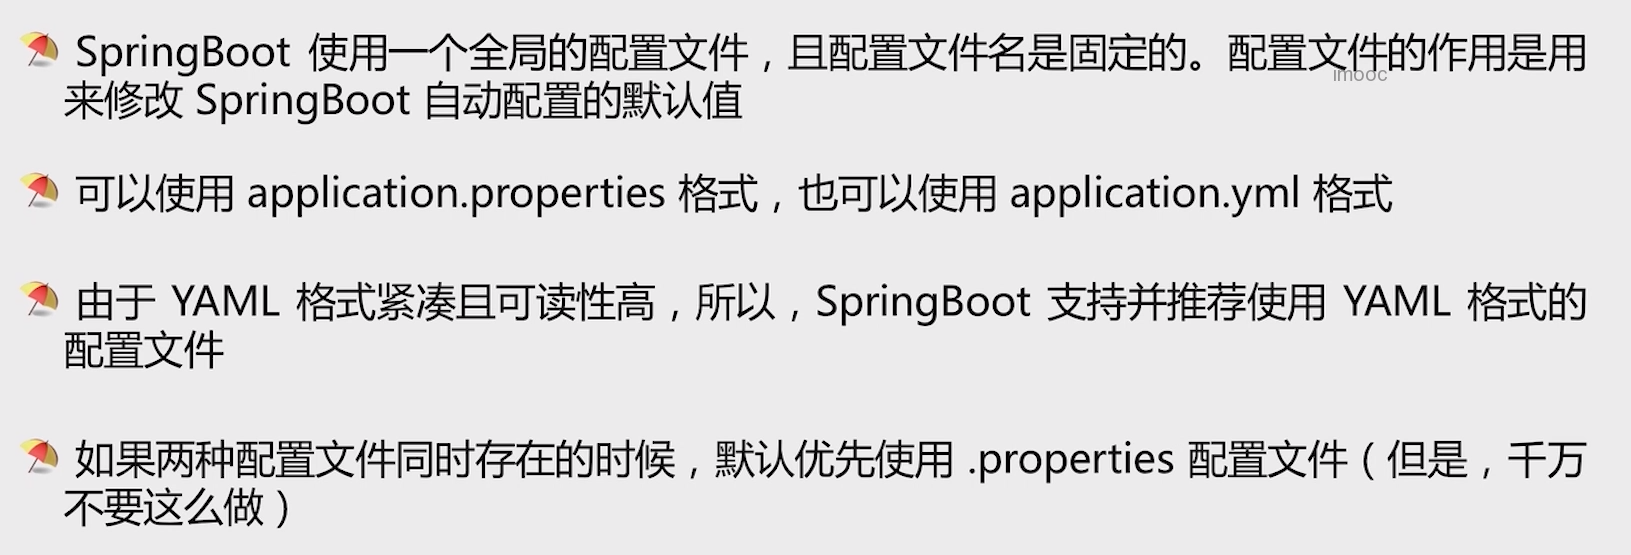 SpringBoot 使用一个全局的配置文件，且配置文件名是固定的。配置文件的作用是用
imooc
来修改 SpringBoot 自动配置的默认值
可以使用 application.properties 格式，也可以使用 application.yml 格式
由于 YAML 格式紧凑且可读性高，所以，SpringBoot 支持并推荐使用 YAML 格式的
配置文件
如果两种配置文件同时存在的时候，默认优先使用 .properties 配置文件（但是，千万
不要这么做）